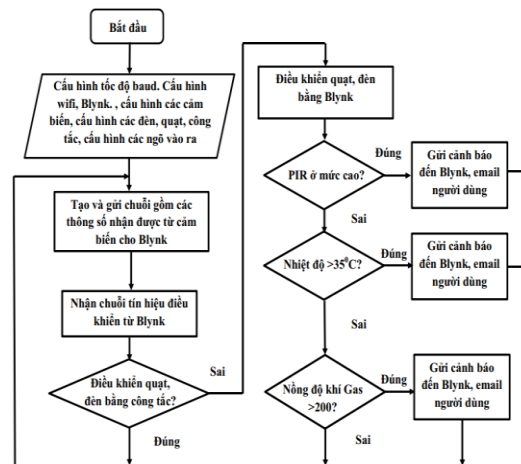 Bắt đầu
Cấu hình tốc độ baud. Cấu hình
wifi, Blynk. , cấu hình các cảm
biến, cấu hình các đèn, quạt, công
tắc, cấu hình các ngõ vào ra
Tạo và gửi chuỗi gồm các
thông số nhận được từ cảm
biến cho Blynk
Nhận chuỗi tín hiệu điều
khiển từ Blynk
Điều khiển quạt,
đèn bằng công tắc?
Sai
Đúng
Điều khiển quạt, đèn
bằng Blynk
PIR ở mức cao?
Đúng
Gửi cảnh báo
đến Blynk, email
người dùng
Sai
Nhiệt độ >35⁰C?
Đúng
Gửi cảnh báo
đến Blynk, email
người dùng
Sai
Nồng độ khí Gas
>200?
Đúng
Gửi cảnh báo
đến Blynk, email
người dùng
Sai